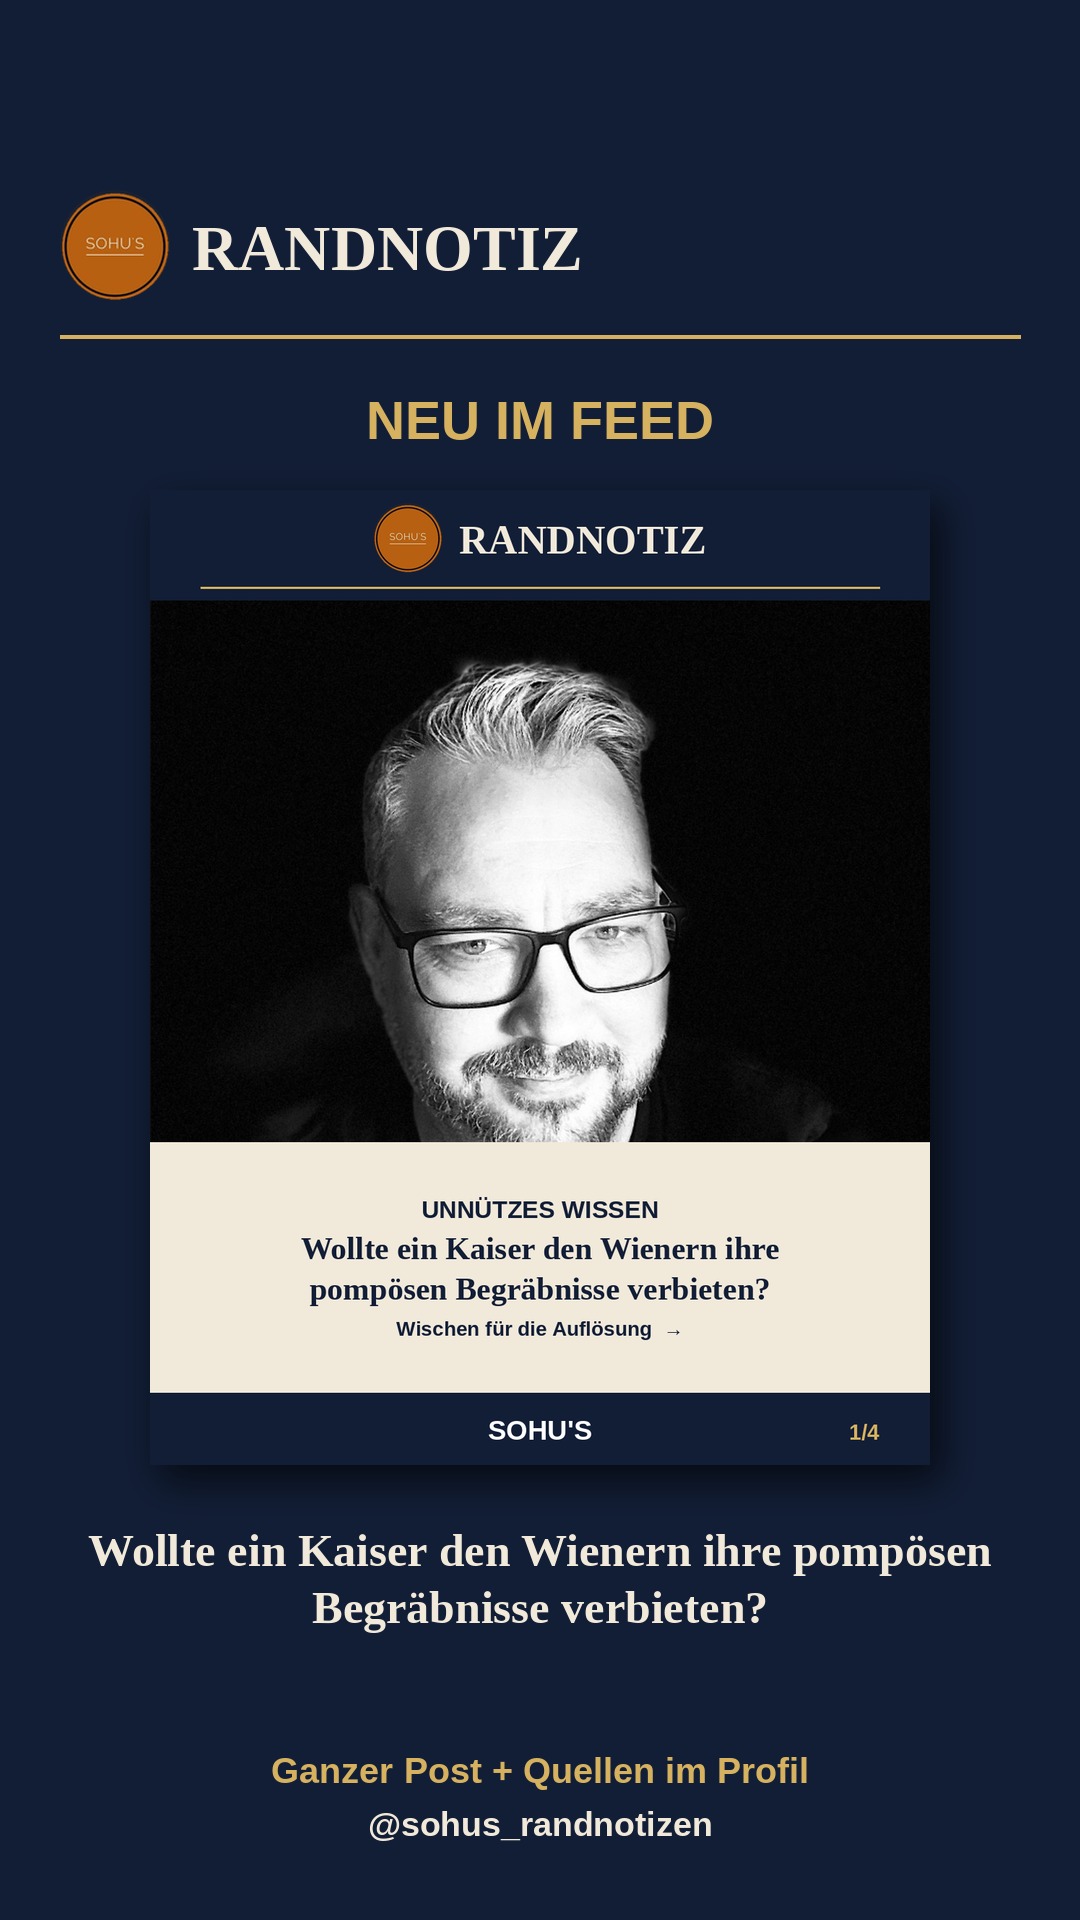 SOHU'S
RANDNOTIZ
NEU IM FEED
SOHU'S
RANDNOTIZ
UNNÜTZES WISSEN
Wollte ein Kaiser den Wienern ihre
pompösen Begräbnisse verbieten?
Wischen für die Auflösung →
SOHU'S
1/4
Wollte ein Kaiser den Wienern ihre pompösen
Begräbnisse verbieten?
Ganzer Post + Quellen im Profil
@sohus_randnotizen